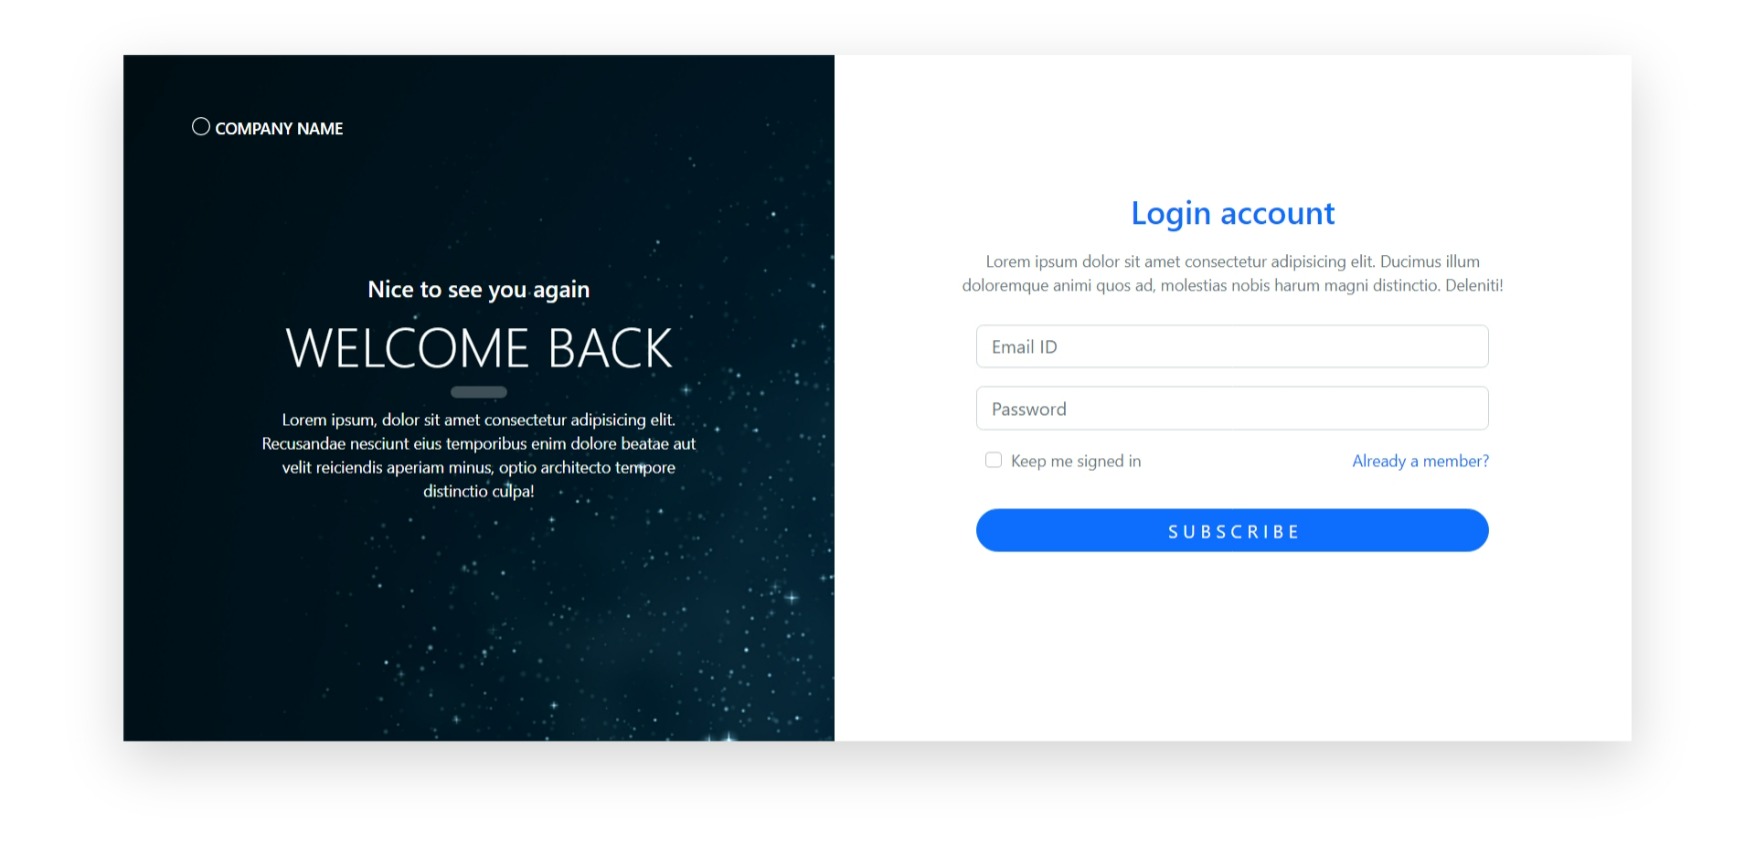 COMPANY NAME
Nice to see you again
WELCOME BACK
Lorem ipsum, dolor sit amet consectetur adipisicing elit.
Recusandae nesciunt eius temporibus enim dolore beatae aut
velit reiciendis aperiam minus, optio architecto tempore
distinctio culpa!
Login account
Lorem ipsum dolor sit amet consectetur adipisicing elit. Ducimus illum
doloremque animi quos ad, molestias nobis harum magni distinctio. Deleniti!
Email ID
Password
Keep me signed in
Already a member?
SUBSCRIBE